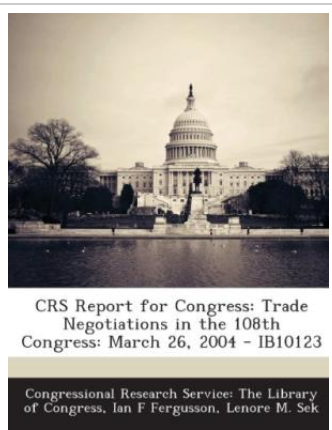 CRS Report for Congress: Trade
Negotiations in the 108th
Congress: March 26, 2004 - IB10123
Congressional Research Service: The Library
of Congress, Ian F Fergusson, Lenore M. Sek